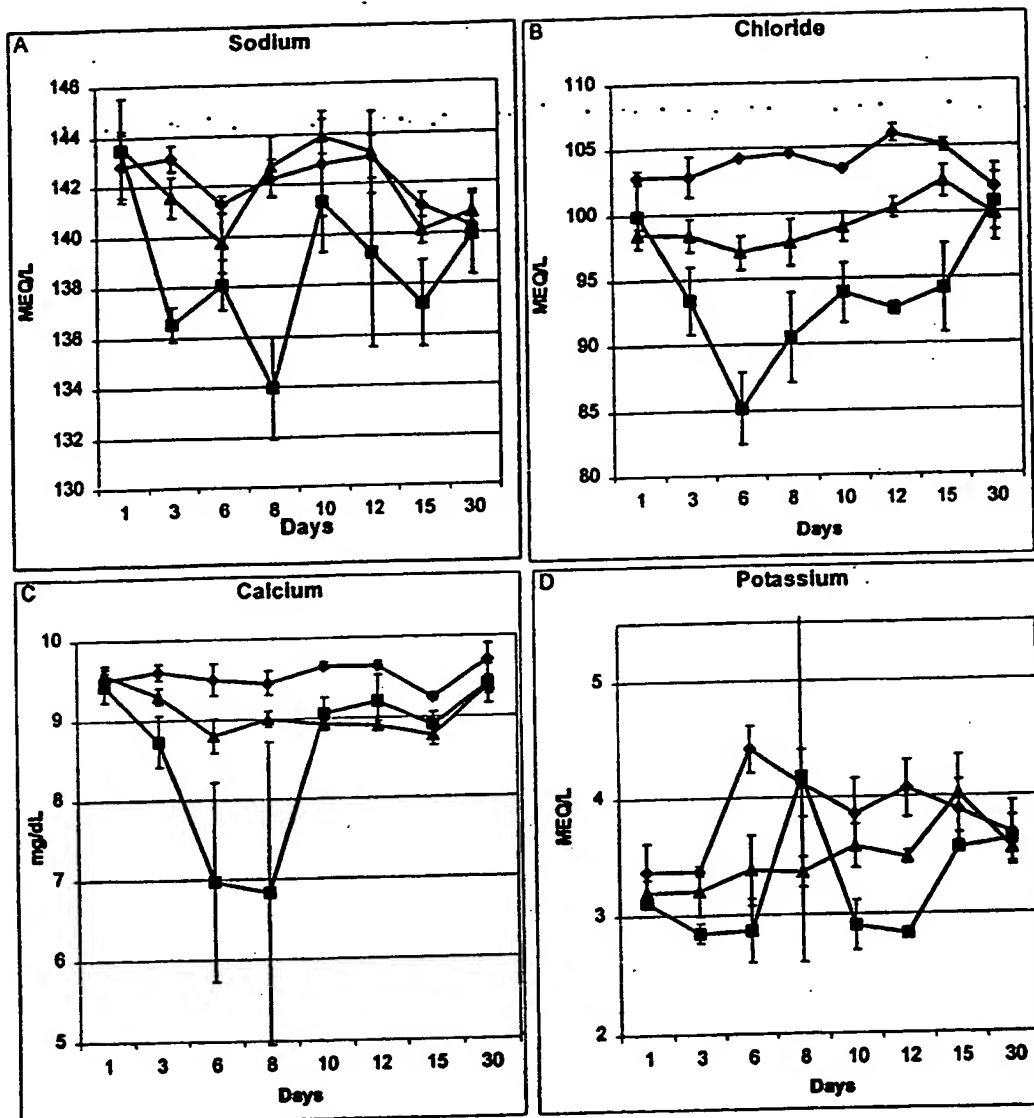 A
Sodium
146
144
142
140
138
136
134
132
130
MEQ/L
1 3 6 8 10 12 15 30
Days
B
Chloride
110
105
100
95
90
85
80
MEQ/L
1 3 6 8 10 12 15 30
Days
C
Calcium
10
9
8
7
6
5
mg/dL
1 3 6 8 10 12 15 30
Days
D
Potassium
5
4
3
2
MEQ/L
1 3 6 8 10 12 15 30
Days